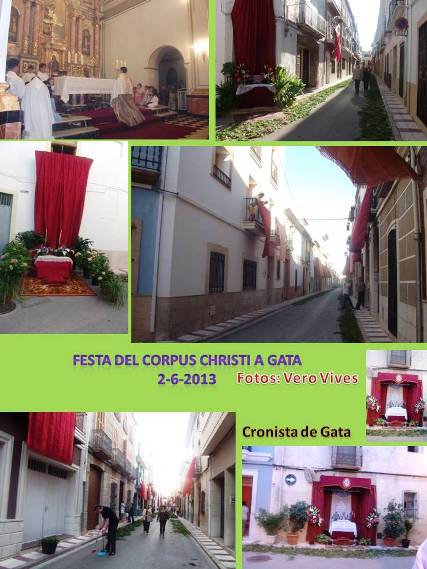 FESTA DEL CORPUS CHRISTI A GATA
2-6-2013 Fotos: Vero Vives
Cronista de Gata